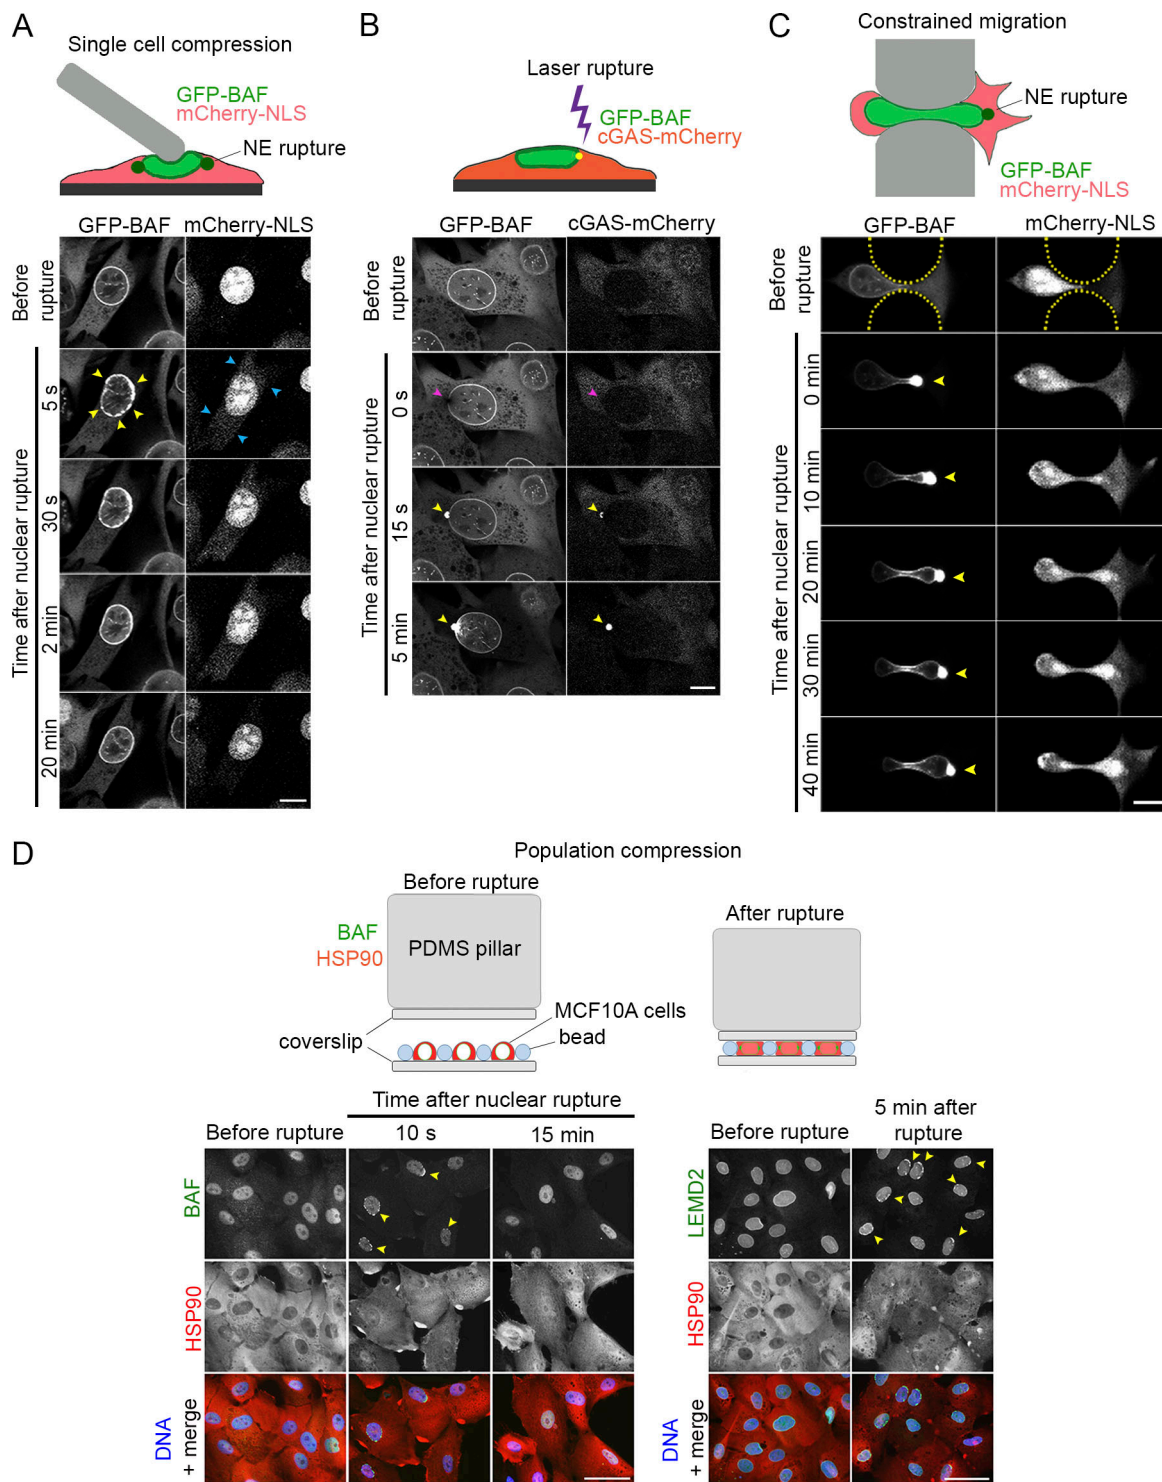 A
Single cell compression
GFP-BAF
mCherry-NLS
NE rupture
GFP-BAF mCherry-NLS
Before
rupture
Time after nuclear rupture
5 s
30 s
2 min
20 min
B
Laser rupture
GFP-BAF
cGAS-mCherry
GFP-BAF cGAS-mCherry
Before
rupture
Time after nuclear rupture
0 s
15 s
5 min
C
Constrained migration
NE rupture
GFP-BAF
mCherry-NLS
GFP-BAF mCherry-NLS
Before
rupture
Time after nuclear rupture
0 min
10 min
20 min
30 min
40 min
D
Population compression
Before rupture
BAF
HSP90
PDMS pillar
MCF10A cells
bead
coverslip
After rupture
Time after nuclear rupture
Before rupture 10 s 15 min
BAF
HSP90
DNA
+ merge
Before rupture
5 min after
rupture
LEMD2
HSP90
DNA
+ merge